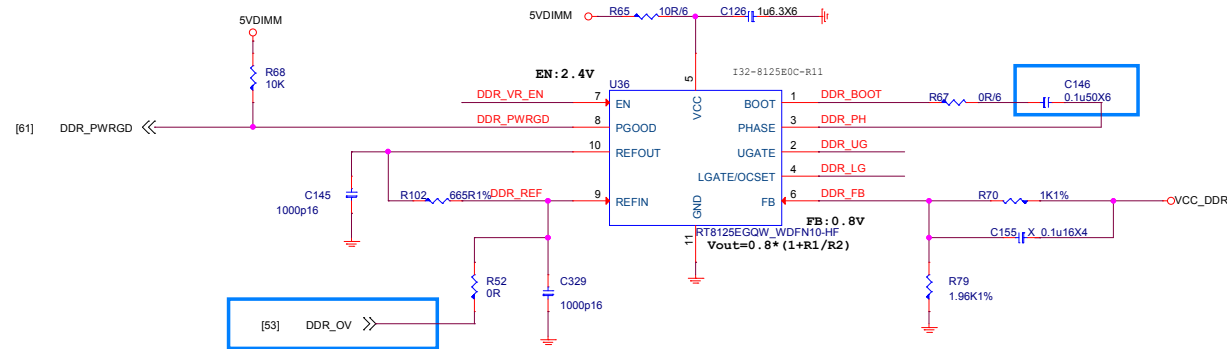 5VDIMM
R65
10R/6
C126
1u6.3X6
5VDIMM
R68
10K
EN:2.4V
I32-8125E0C-R11
U36
5
VCC
C146
0.1u50X6
DDR_VR_EN
7
EN
BOOT
1
DDR_BOOT
R67
0R/6
[61]
DDR_PWRGD
DDR_PWRGD
8
PGOOD
PHASE
3
DDR_PH
10
REFOUT
UGATE
2
DDR_UG
C145
1000p16
LGATE/OCSET
4
DDR_LG
R102
665R1%
DDR_REF
9
REFIN
GND
11
FB
6
DDR_FB
R70
1K1%
VCC_DDR
FB:0.8V
RT8125EGQW_WDFN10-HF
Vout=0.8*(1+R1/R2)
C155
X_0.1u16X4
R52
0R
C329
1000p16
R79
1.96K1%
[53]
DDR_OV